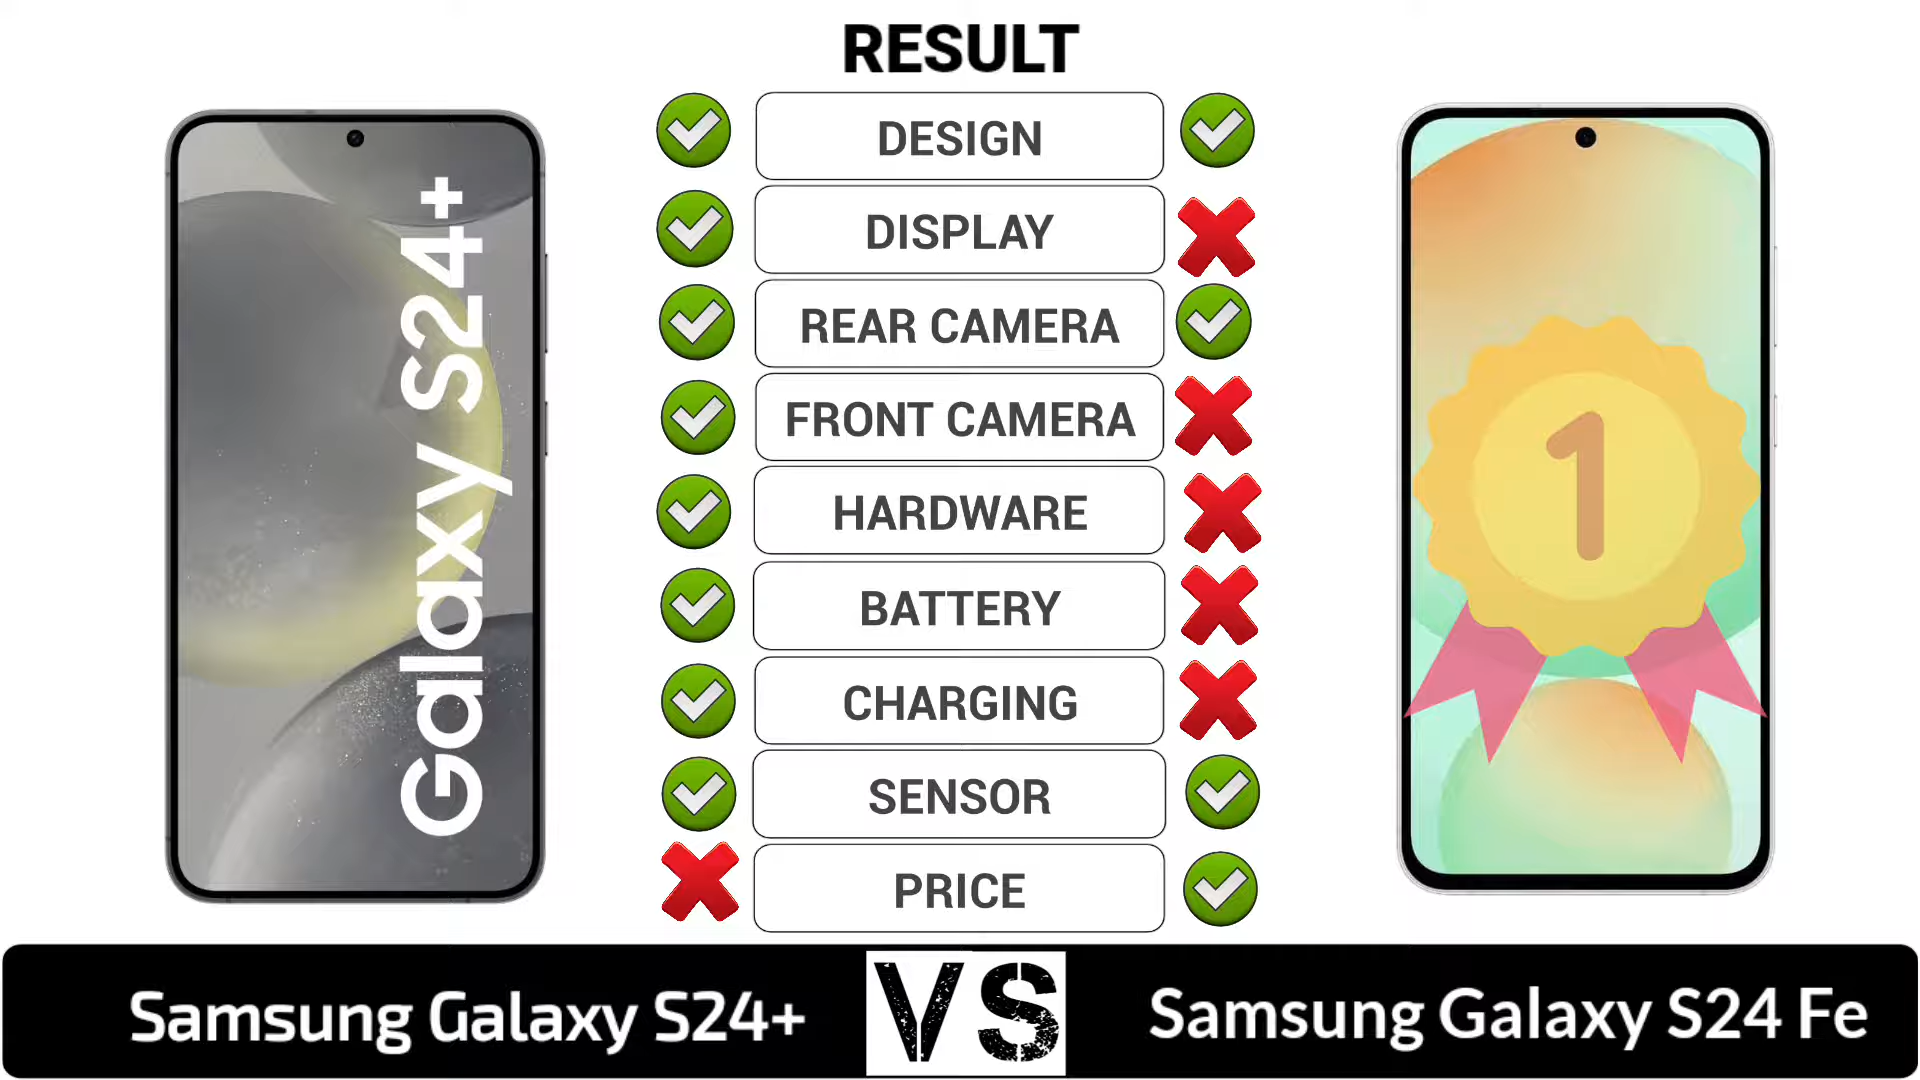 RESULT
Galaxy S24+
DESIGN
DISPLAY
REAR CAMERA
FRONT CAMERA
HARDWARE
BATTERY
CHARGING
SENSOR
PRICE
1
Samsung Galaxy S24+
VS
Samsung Galaxy S24 Fe